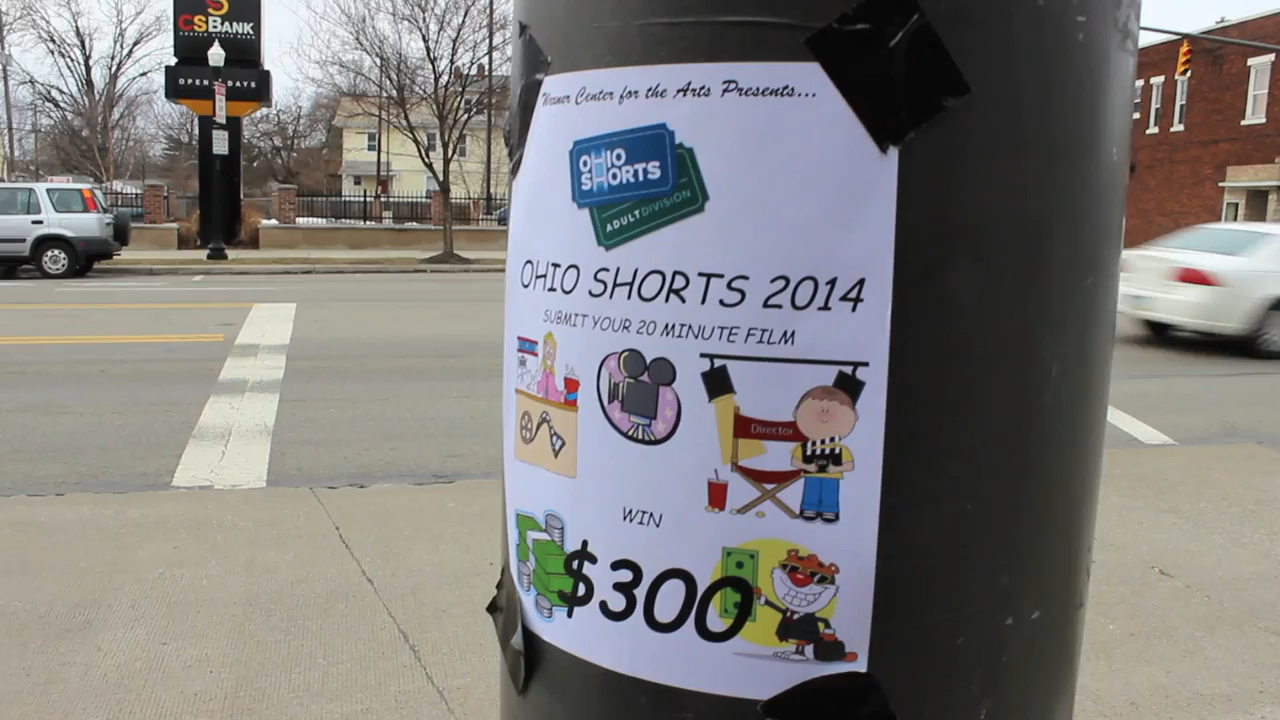 CSBANK
OPEN 7 DAYS
Wexner Center for the Arts Presents...
OHIO
SHORTS
ADULT DIVISION
OHIO SHORTS 2014
SUBMIT YOUR 20 MINUTE FILM
Director
WIN
$300